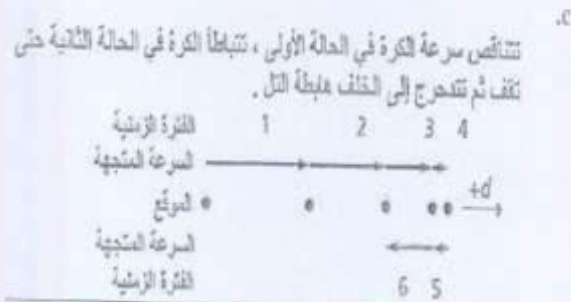 .c
تتناقص سرعة الكرة في الحالة الأولى ، تتباطأ الكرة في الحالة الثانية حتى
تقف ثم تتدحرج إلى الخلف هابطة التل .
الفترة الزمنية 1 2 3 4
السرعة المتجهة
الموقع +d
السرعة المتجهة
الفترة الزمنية 6 5